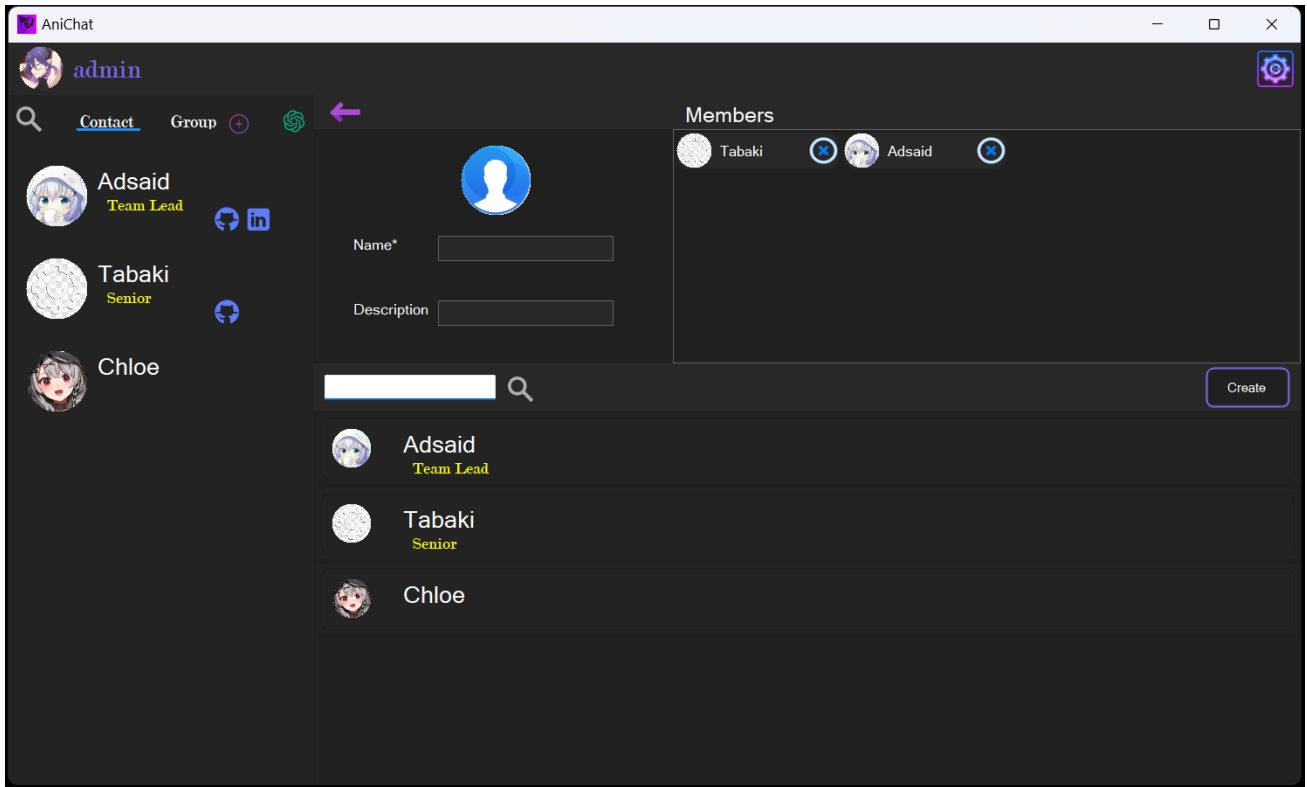 AniChat
admin
Contact Group
Adsaid
Team Lead
Tabaki
Senior
Chloe
Members
Tabaki Adsaid
Name*
Description
Create
Adsaid
Team Lead
Tabaki
Senior
Chloe